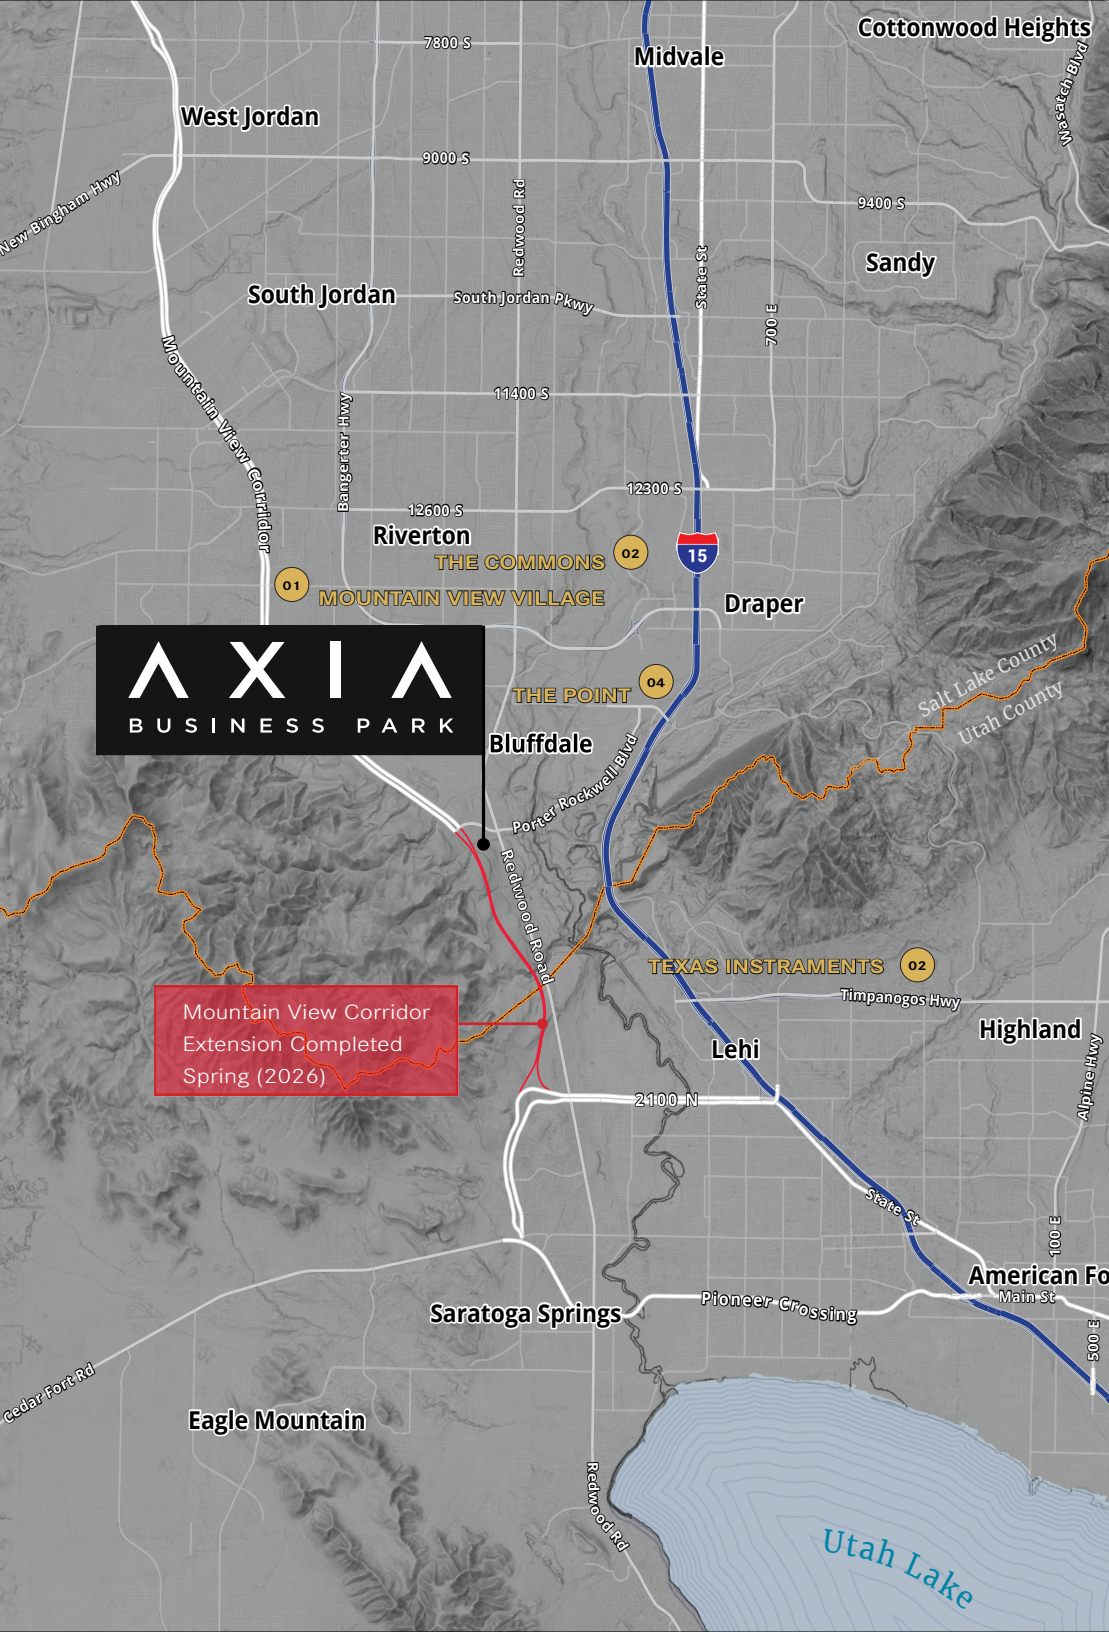 Cottonwood Heights
7800 S
Midvale
Wasatch Blvd
West Jordan
9000 S
New Bingham Hwy
Redwood Rd
9400 S
State St
Sandy
South Jordan
South Jordan Pkwy
700 E
Mountain View Corridor
11400 S
Bangerter Hwy
12300 S
12600 S
Riverton
THE COMMONS
02
15
01
MOUNTAIN VIEW VILLAGE
Draper
AXIA
BUSINESS PARK
THE POINT
04
Salt Lake County
Utah County
Bluffdale
Porter Rockwell Blvd
Redwood Road
TEXAS INSTRAMENTS
02
Timpanogos Hwy
Mountain View Corridor
Extension Completed
Spring (2026)
Highland
Lehi
Alpine Hwy
2100 N
State St
100 E
American Fo
Main St
Saratoga Springs
Pioneer Crossing
500 E
Cedar Fort Rd
Eagle Mountain
Redwood Rd
Utah Lake